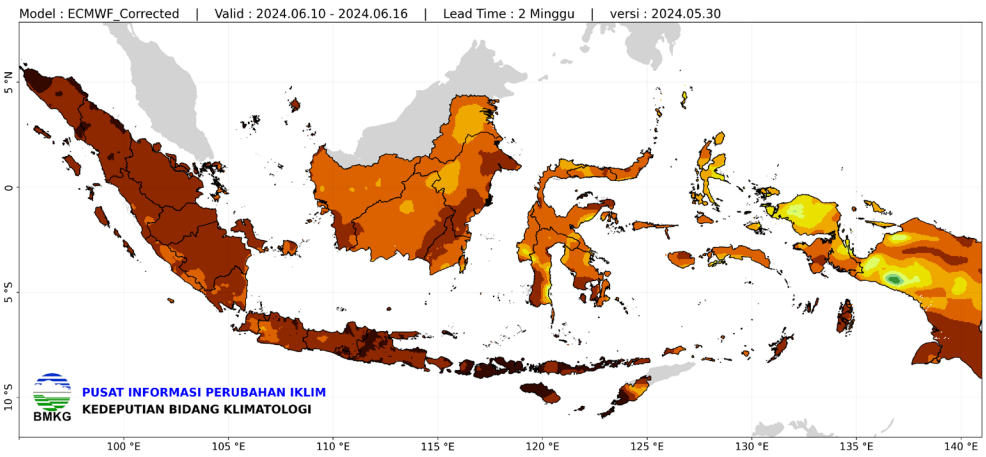 Model : ECMWF_Corrected | Valid : 2024.06.10 - 2024.06.16 | Lead Time : 2 Minggu | versi : 2024.05.30
5 °N
0
5 °S
10 °S
BMKG
PUSAT INFORMASI PERUBAHAN IKLIM
KEDEPUTIAN BIDANG KLIMATOLOGI
100 °E 105 °E 110 °E 115 °E 120 °E 125 °E 130 °E 135 °E 140 °E